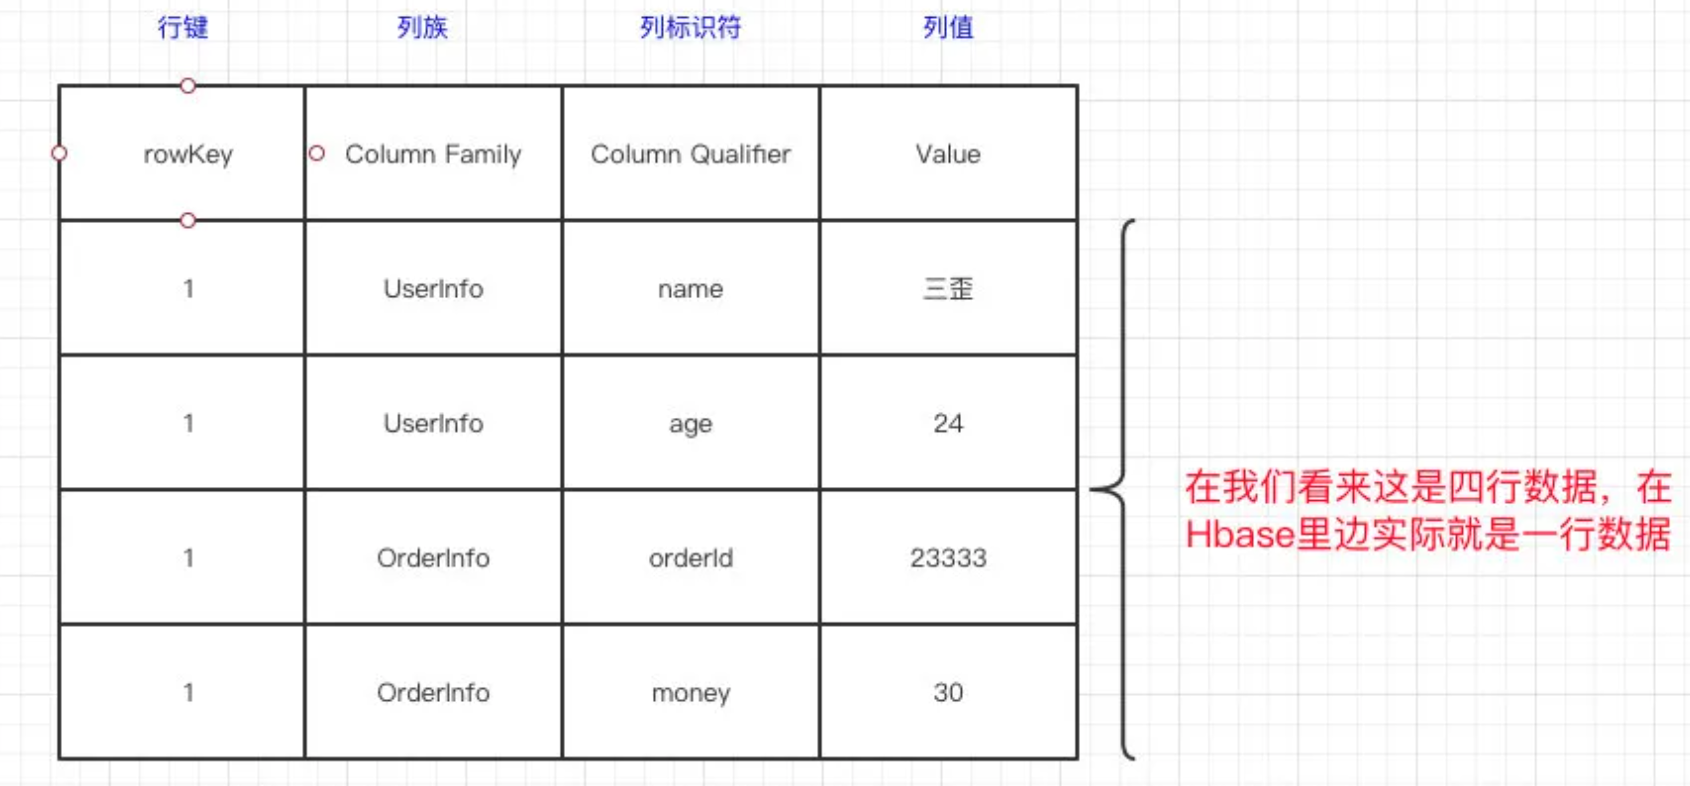 行键 列族 列标识符 列值
rowKey Column Family Column Qualifier Value
1 UserInfo name 三歪
1 UserInfo age 24
1 OrderInfo orderId 23333
1 OrderInfo money 30
在我们看来这是四行数据，在
Hbase里边实际就是一行数据